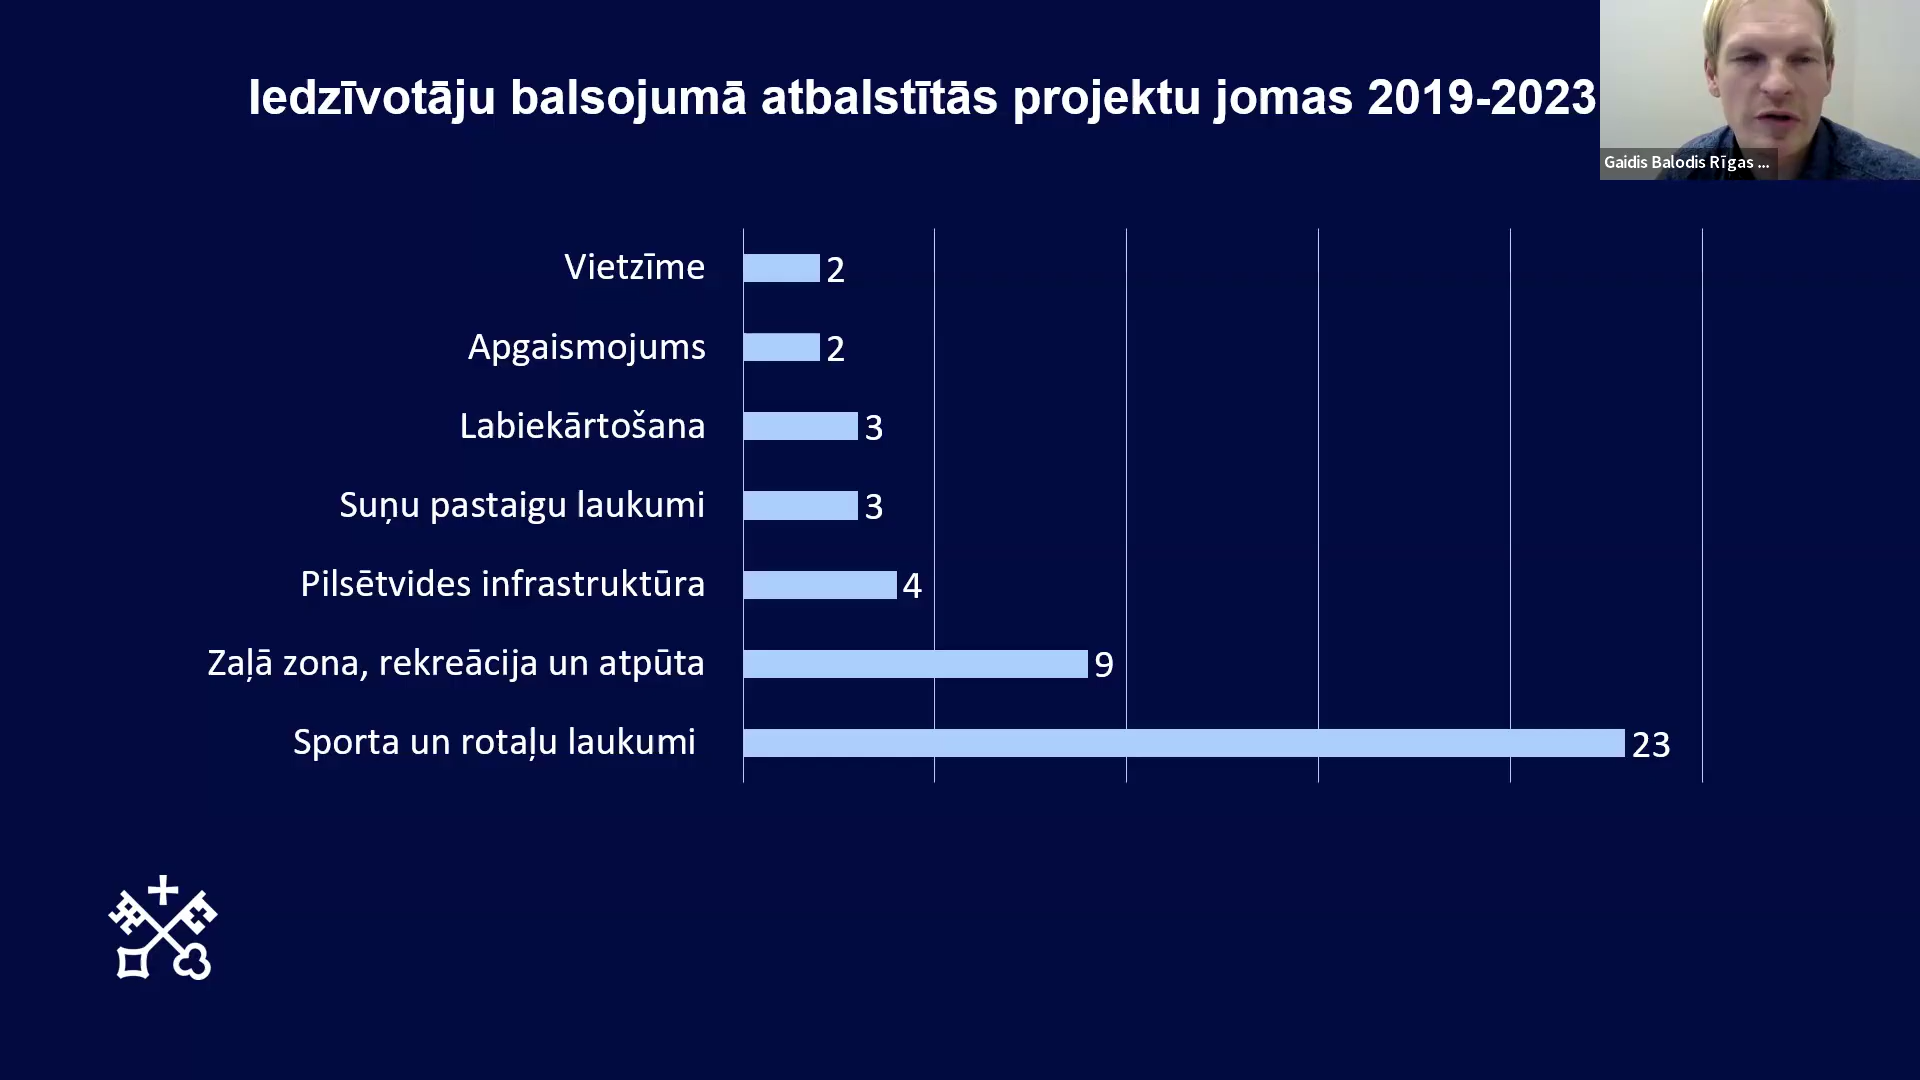 Iedzīvotāju balsojumā atbalstītās projektu jomas 2019-2023
Gaidis Balodis Rīgas ...
Vietzīme 2
Apgaismojums 2
Labiekārtošana 3
Suņu pastaigu laukumi 3
Pilsētvides infrastruktūra 4
Zaļā zona, rekreācija un atpūta 9
Sporta un rotaļu laukumi 23